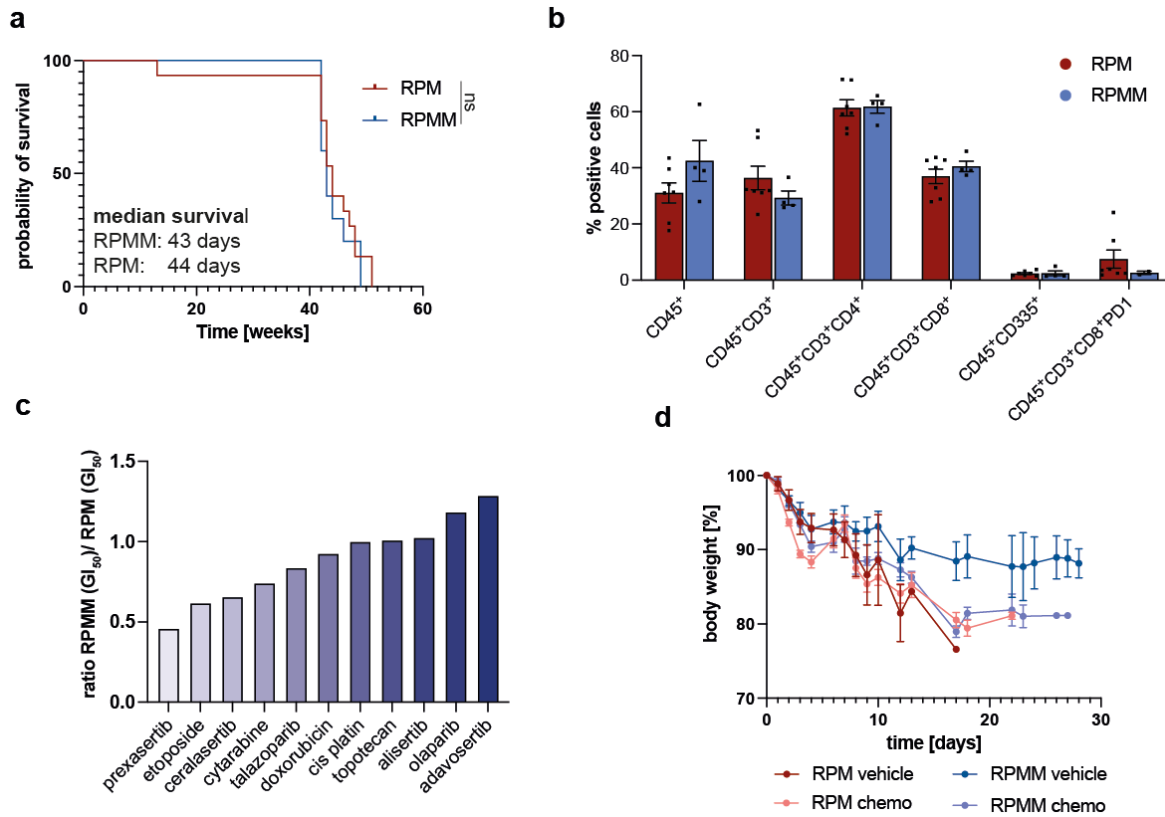 a
100
50
0
probability of survival
RPM
RPMM
ns
median survival
RPMM: 43 days
RPM: 44 days
0 20 40 60
Time [weeks]
b
80
60
40
20
0
% positive cells
RPM
RPMM
CD45⁺
CD45⁺CD3⁺
CD45⁺CD3⁺CD4⁺
CD45⁺CD3⁺CD8⁺
CD45⁺CD335⁺
CD45⁺CD3⁺CD8⁺PD1
c
1.5
1.0
0.5
0.0
ratio RPMM (GI₅₀)/ RPM (GI₅₀)
prexasertib
etoposide
ceralasertib
cytarabine
talazoparib
doxorubicin
cis platin
topotecan
alisertib
olaparib
adavosertib
d
100
90
80
70
body weight [%]
0 10 20 30
time [days]
RPM vehicle RPMM vehicle
RPM chemo RPMM chemo